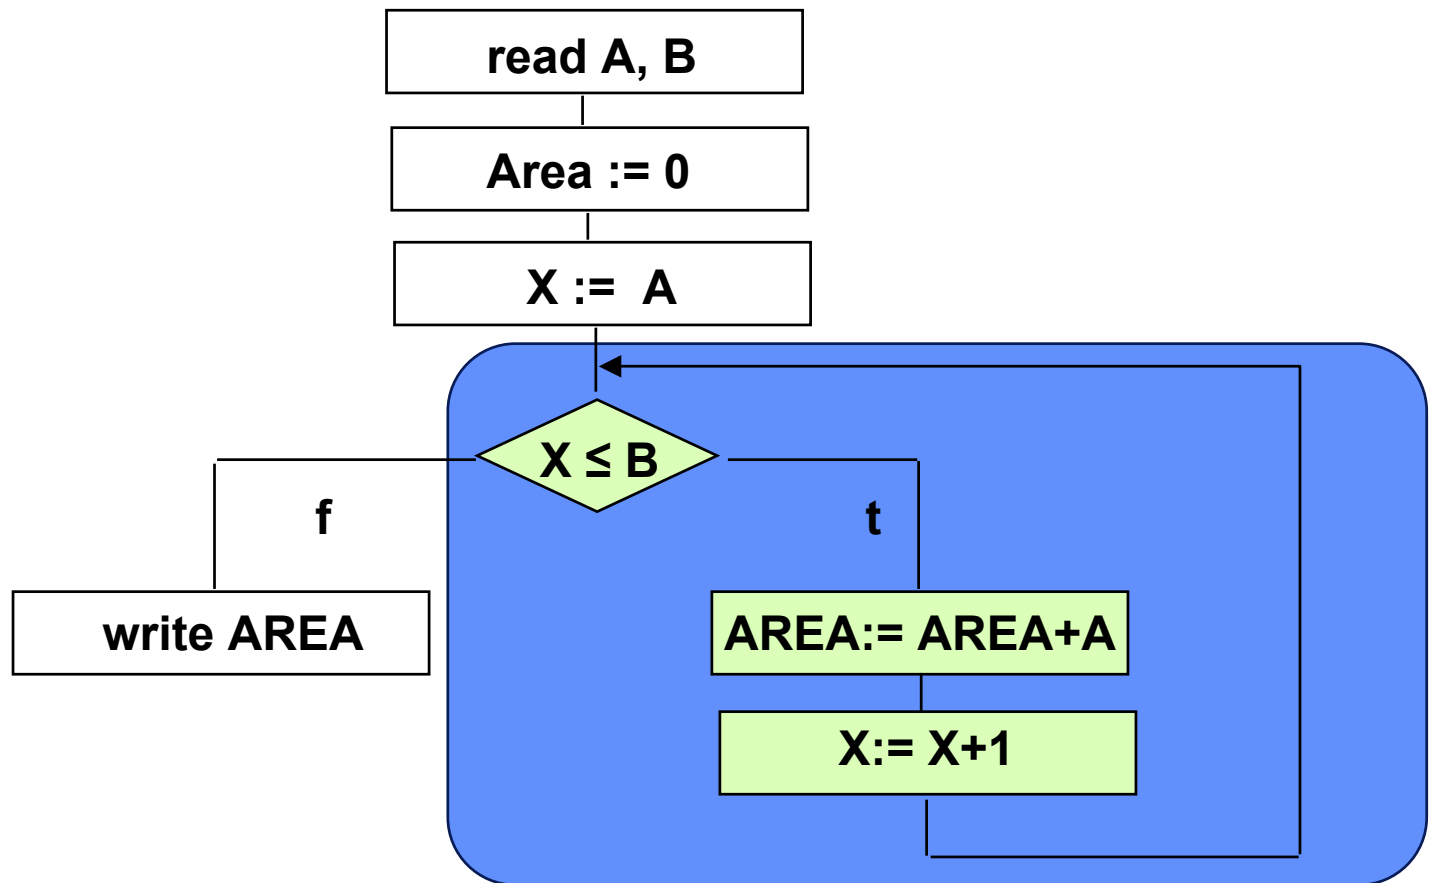 read A, B
Area := 0
X := A
X ≤ B
f
t
write AREA
AREA:= AREA+A
X:= X+1